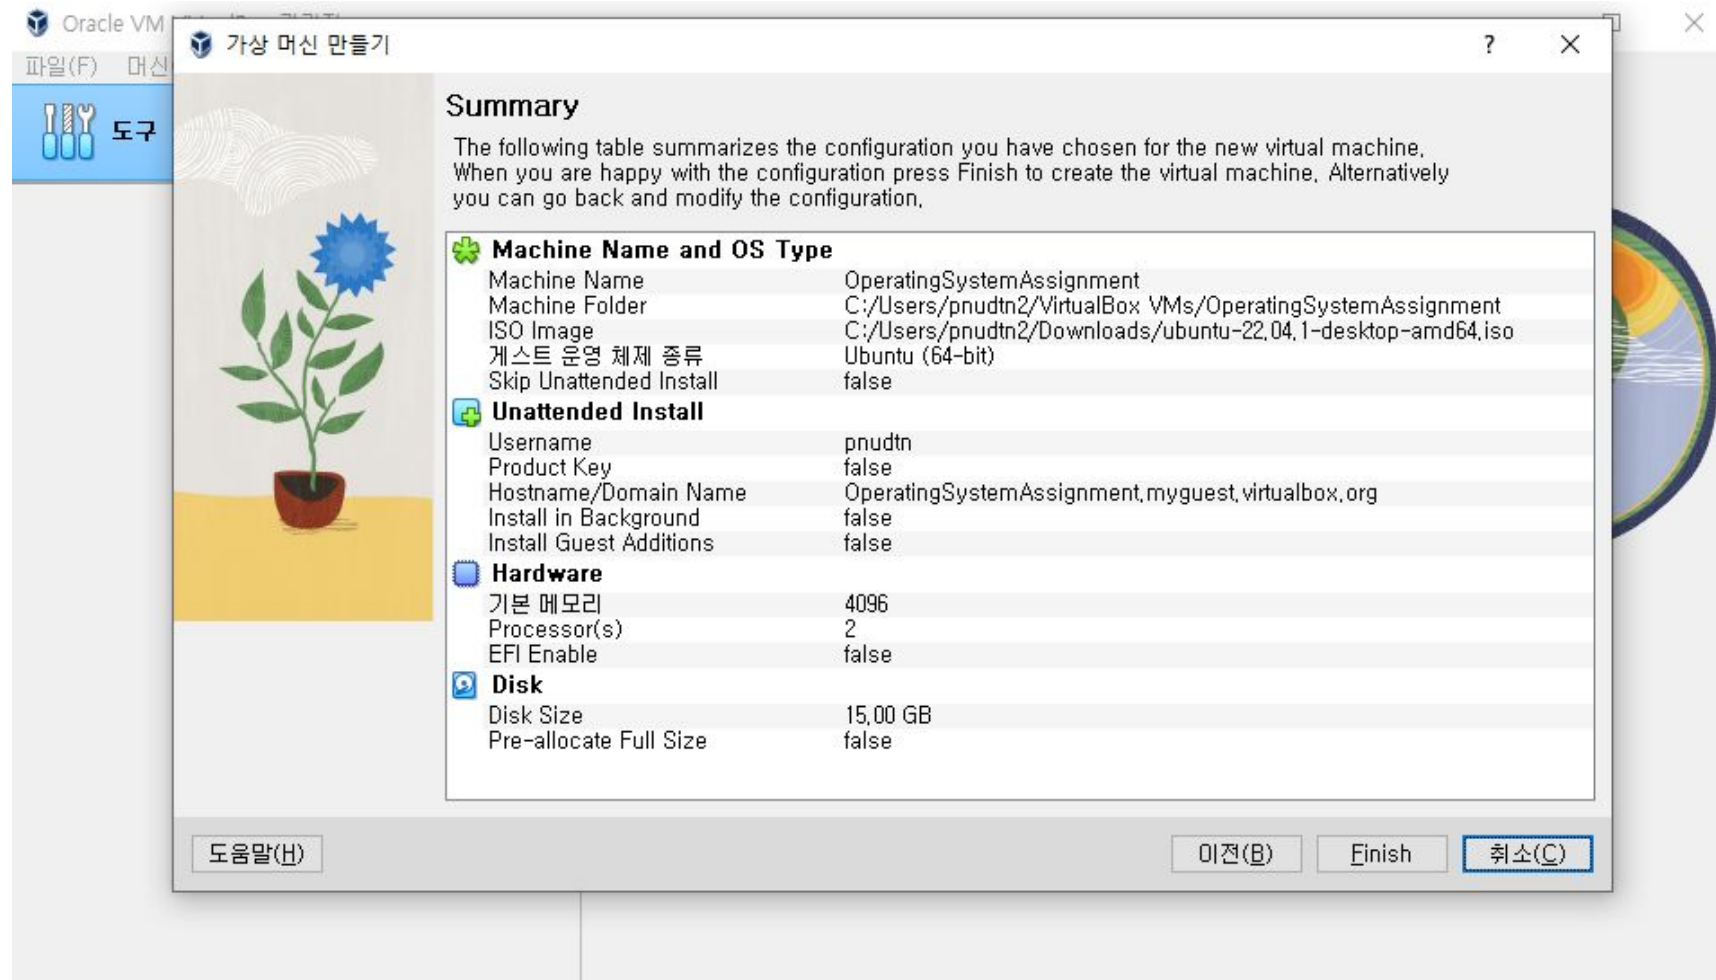 Oracle VM
파일(F) 머신
도구
가상 머신 만들기
?
Summary
The following table summarizes the configuration you have chosen for the new virtual machine.
When you are happy with the configuration press Finish to create the virtual machine. Alternatively
you can go back and modify the configuration.
Machine Name and OS Type
Machine Name OperatingSystemAssignment
Machine Folder C:/Users/pnudtn2/VirtualBox VMs/OperatingSystemAssignment
ISO Image C:/Users/pnudtn2/Downloads/ubuntu-22.04.1-desktop-amd64.iso
게스트 운영 체제 종류 Ubuntu (64-bit)
Skip Unattended Install false
Unattended Install
Username pnudtn
Product Key false
Hostname/Domain Name OperatingSystemAssignment.myguest.virtualbox.org
Install in Background false
Install Guest Additions false
Hardware
기본 메모리 4096
Processor(s) 2
EFI Enable false
Disk
Disk Size 15.00 GB
Pre-allocate Full Size false
도움말(H) 이전(B) Finish 취소(C)